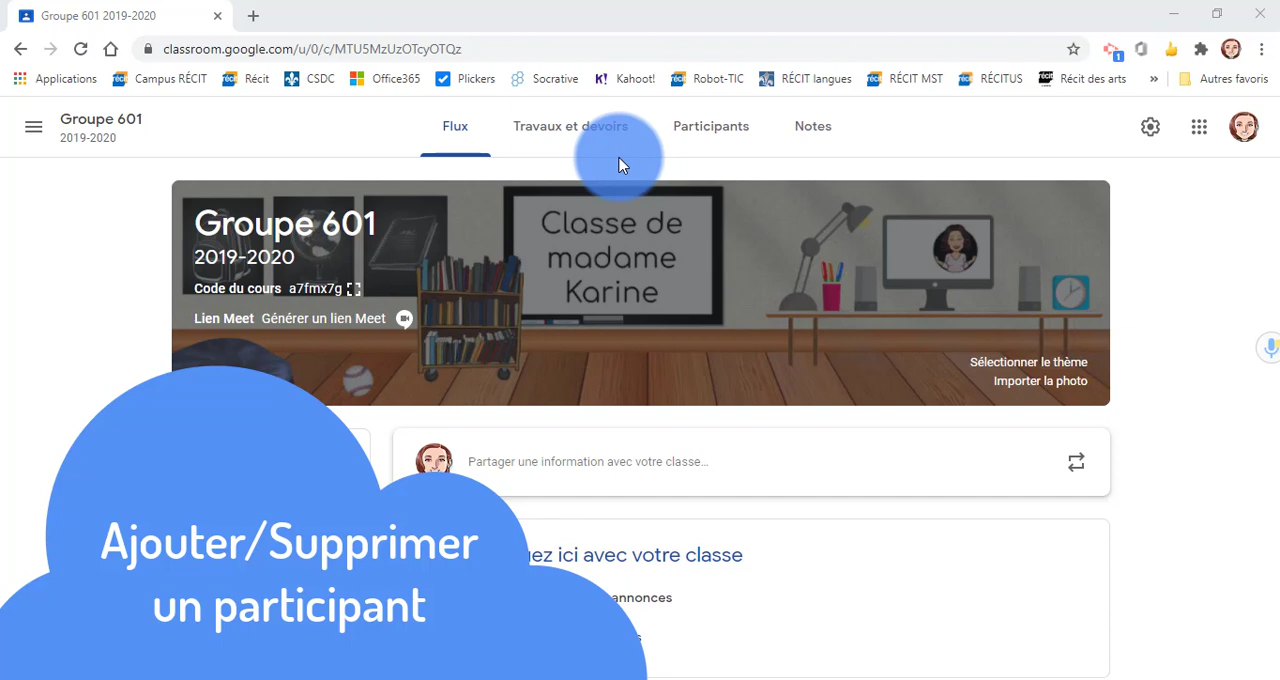 Groupe 601 2019-2020
classroom.google.com/u/0/c/MTU5MzUzOTcyOTQz
1
Applications Campus RÉCIT Récit CSDC Office365 Plickers Socrative K! Kahoot! Robot-TIC RÉCIT langues RÉCIT MST RÉCITUS Récit des arts » Autres favoris
Groupe 601
2019-2020
Flux Travaux et devoirs Participants Notes
Groupe 601
2019-2020
Code du cours a7fmx7g
Lien Meet Générer un lien Meet
Classe de
madame
Karine
Sélectionner le thème
Importer la photo
Partager une information avec votre classe...
ici avec votre classe
annonces
Ajouter/Supprimer
un participant